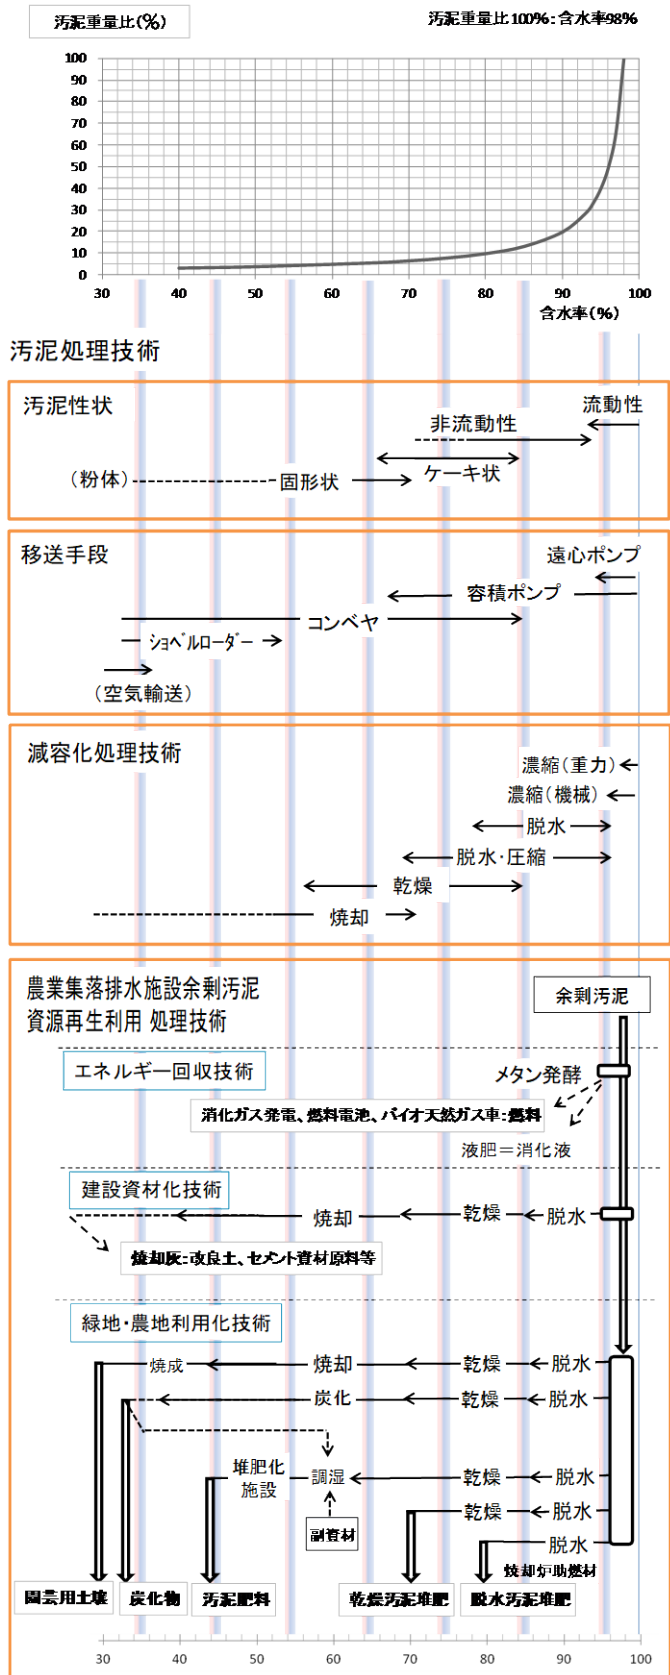 汚泥重量比(%)
汚泥重量比100%:含水率98%
100
90
80
70
60
50
40
30
20
10
0
30 40 50 60 70 80 90 100
含水率(%)
汚泥処理技術
汚泥性状
流動性
非流動性
ケーキ状
(粉体)
固形状
移送手段
遠心ポンプ
容積ポンプ
コンベヤ
ショベルローダー
(空気輸送)
減容化処理技術
濃縮(重力)
濃縮(機械)
脱水
脱水・圧縮
乾燥
焼却
農業集落排水施設余剰汚泥
資源再生利用 処理技術
余剰汚泥
エネルギー回収技術
メタン発酵
消化ガス発電、燃料電池、バイオ天然ガス車:燃料
液肥=消化液
建設資材化技術
焼却 乾燥 脱水
焼却灰:改良土、セメント資材原料等
緑地・農地利用化技術
焼成 焼却 乾燥 脱水
炭化 乾燥 脱水
堆肥化
施設
調湿 乾燥 脱水
副資材
乾燥 脱水
脱水
焼却炉助燃材
園芸用土壌 炭化物 汚泥肥料 乾燥汚泥堆肥 脱水汚泥堆肥
30 40 50 60 70 80 90 100